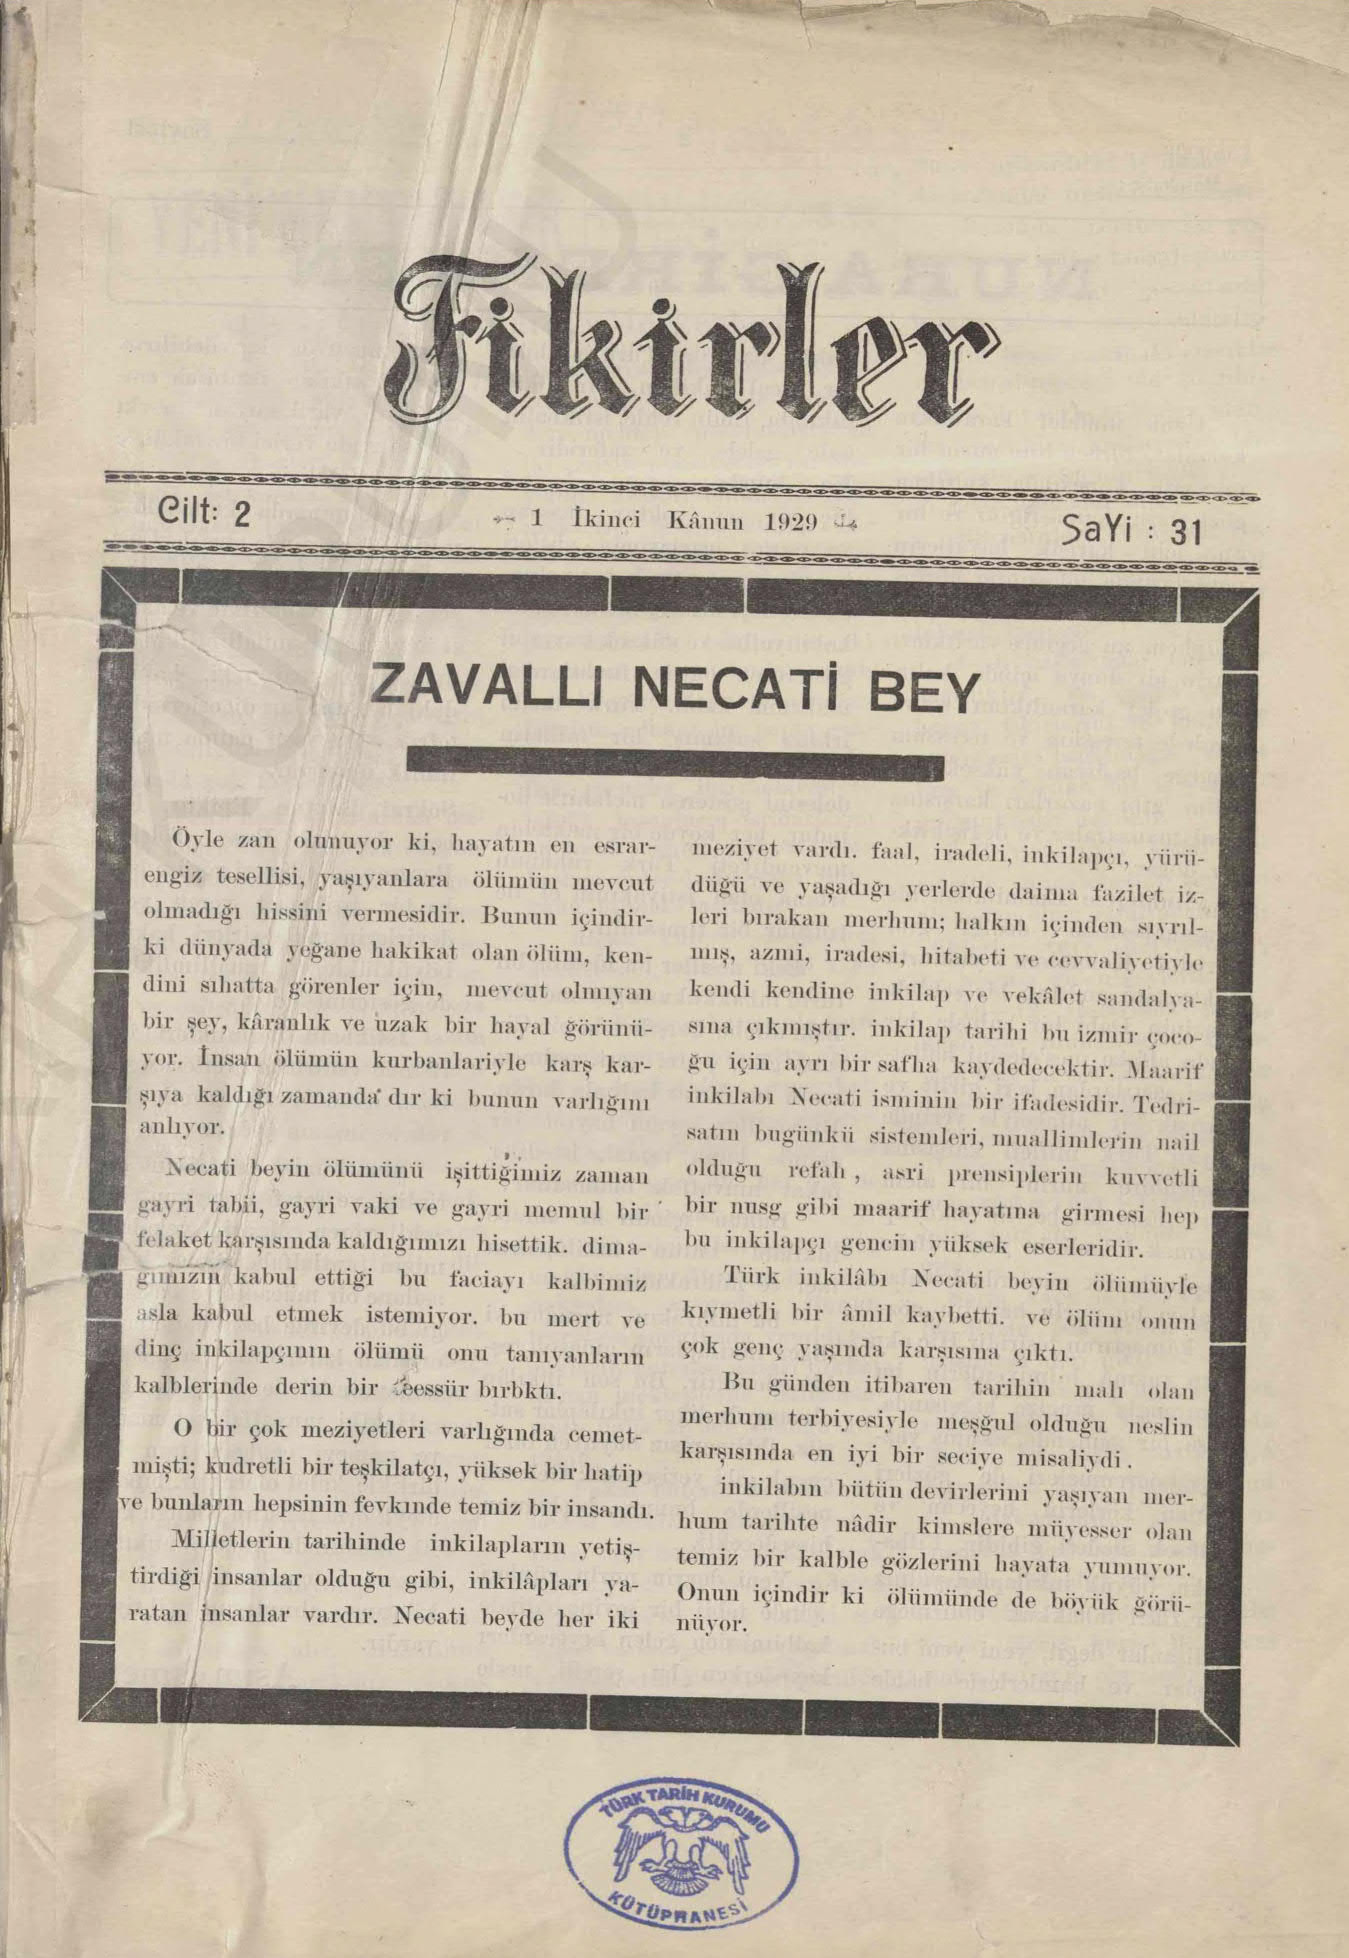 Fikirler
Cilt: 2
1 İkinci Kânun 1929
SaYi : 31
ZAVALLI NECATİ BEY
Öyle zan olunuyor ki, hayatın en esrar-
engiz tesellisi, yaşıyanlara ölümün mevcut
olmadığı hissini vermesidir. Bunun içindir-
ki dünyada yeğane hakikat olan ölüm, ken-
dini sıhatta görenler için, mevcut olmıyan
bir şey, kâranlık ve uzak bir hayal görünü-
yor. İnsan ölümün kurbanlariyle karş kar-
şıya kaldığı zamanda dır ki bunun varlığını
anlıyor.
Necati beyin ölümünü işittiğimiz zaman
gayri tabii, gayri vaki ve gayri memul bir
felaket karşısında kaldığımızı hisettik. dima-
gımızin kabul ettiği bu faciayı kalbimiz
asla kabul etmek istemiyor. bu mert ve
dinç inkilapçının ölümü onu tanıyanların
kalblerinde derin bir teessür bırbktı.
O bir çok meziyetleri varlığında cemet-
mişti; kudretli bir teşkilatçı, yüksek bir hatip
ve bunların hepsinin fevkınde temiz bir insandı.
Milletlerin tarihinde inkilapların yetiş-
tirdiği insanlar olduğu gibi, inkilâpları ya-
ratan insanlar vardır. Necati beyde her iki
meziyet vardı. faal, iradeli, inkilapçı, yürü-
düğü ve yaşadığı yerlerde daima fazilet iz-
leri bırakan merhum; halkın içinden sıyrıl-
mış, azmi, iradesi, hitabeti ve cevvaliyetiyle
kendi kendine inkilap ve vekâlet sandalya-
sına çıkmıştır. inkilap tarihi bu izmir çoco-
ğu için ayrı bir safha kaydedecektir. Maarif
inkilabı Necati isminin bir ifadesidir. Tedri-
satın bugünkü sistemleri, muallimlerin nail
olduğu refah , asri prensiplerin kuvvetli
bir nusg gibi maarif hayatına girmesi hep
bu inkilapçı gencin yüksek eserleridir.
Türk inkilâbı Necati beyin ölümüyle
kıymetli bir âmil kaybetti. ve ölüm onun
çok genç yaşında karşısına çıktı.
Bu günden itibaren tarihin malı olan
merhum terbiyesiyle meşğul olduğu neslin
karşısında en iyi bir seciye misaliydi .
inkilabın bütün devirlerini yaşıyan mer-
hum tarihte nâdir kimslere müyesser olan
temiz bir kalble gözlerini hayata yumuyor.
Onun içindir ki ölümünde de böyük görü-
nüyor.
TÜRK TARİH KURUMU
KÜTÜPHANESİ